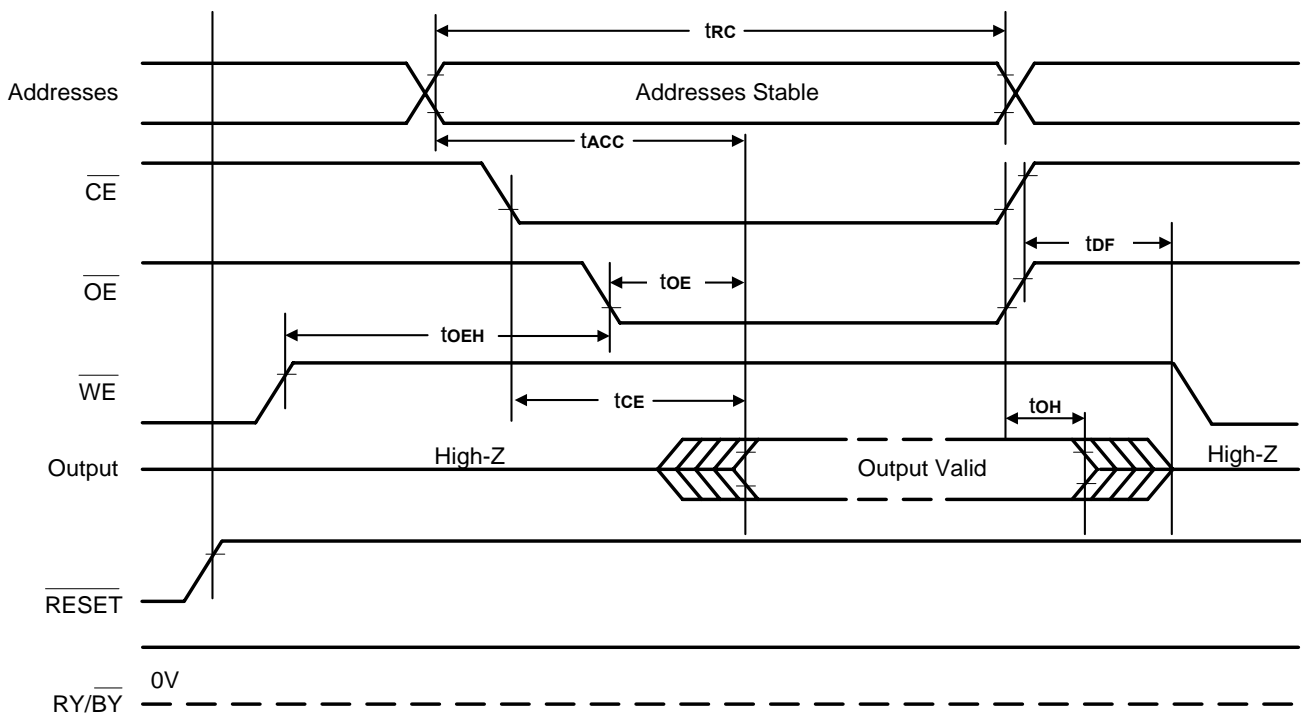 tRC
Addresses
Addresses Stable
tACC
CE
tDF
OE
tOE
tOEH
WE
tCE
tOH
Output
High-Z
Output Valid
High-Z
RESET
0V
RY/BY